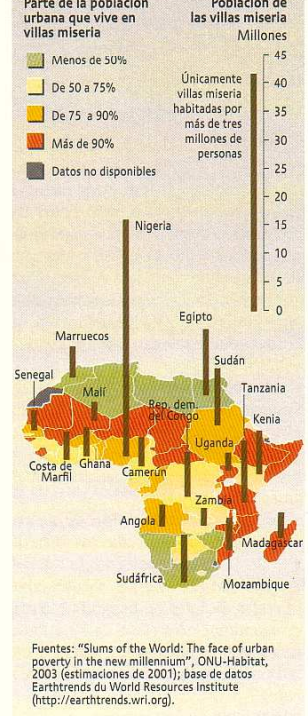 Parte de la población
urbana que vive en
villas miseria
Menos de 50%
De 50 a 75%
De 75 a 90%
Más de 90%
Datos no disponibles
Población de
las villas miseria
Millones
Únicamente
villas miseria
habitadas por
más de tres
millones de
personas
45
40
35
30
25
20
15
10
5
0
Nigeria
Egipto
Marruecos
Sudán
Senegal
Malí
Tanzania
Rep. dem.
del Congo
Kenia
Uganda
Costa de
Marfil
Ghana
Camerún
Zambia
Angola
Madagascar
Sudáfrica
Mozambique
Fuentes: "Slums of the World: The face of urban
poverty in the new millennium", ONU-Habitat,
2003 (estimaciones de 2001); base de datos
Earthtrends du World Resources Institute
(http://earthtrends.wri.org).